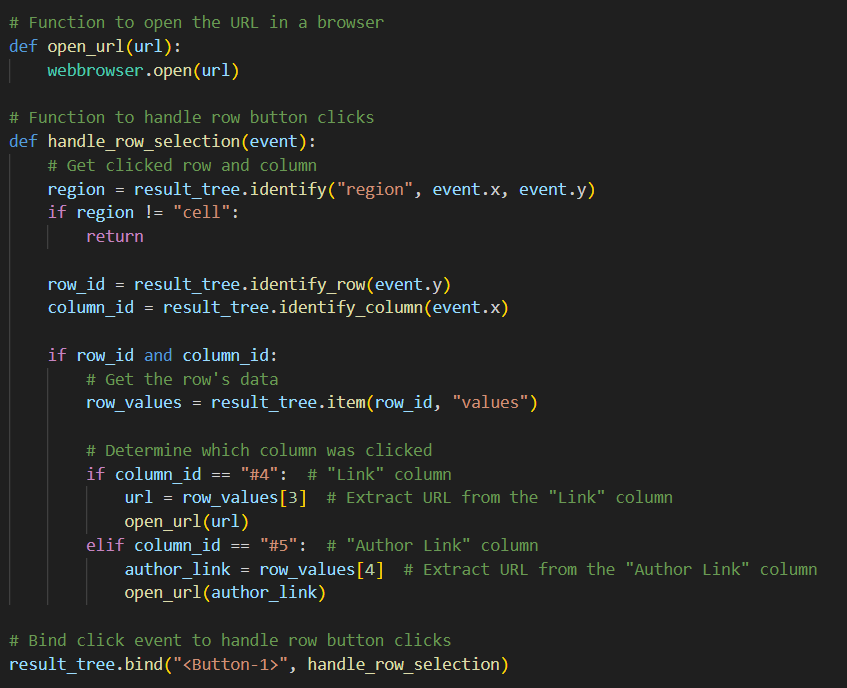 # Function to open the URL in a browser
def open_url(url):
    webbrowser.open(url)

# Function to handle row button clicks
def handle_row_selection(event):
    # Get clicked row and column
    region = result_tree.identify("region", event.x, event.y)
    if region != "cell":
        return

    row_id = result_tree.identify_row(event.y)
    column_id = result_tree.identify_column(event.x)

    if row_id and column_id:
        # Get the row's data
        row_values = result_tree.item(row_id, "values")

        # Determine which column was clicked
        if column_id == "#4":  # "Link" column
            url = row_values[3]  # Extract URL from the "Link" column
            open_url(url)
        elif column_id == "#5":  # "Author Link" column
            author_link = row_values[4]  # Extract URL from the "Author Link" column
            open_url(author_link)

# Bind click event to handle row button clicks
result_tree.bind("<Button-1>", handle_row_selection)